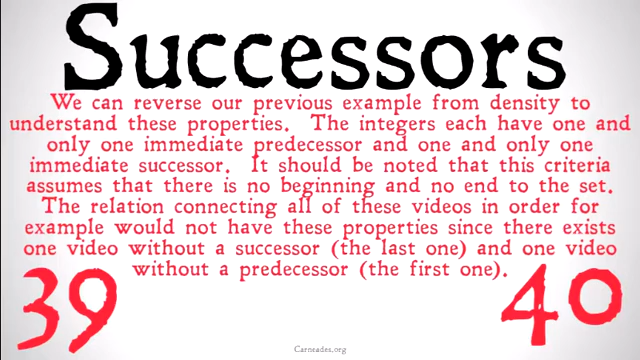 Successors
We can reverse our previous example from density to
understand these properties. The integers each have one and
only one immediate predecessor and one and only one
immediate successor. It should be noted that this criteria
assumes that there is no beginning and no end to the set.
The relation connecting all of these videos in order for
example would not have these properties since there exists
one video without a successor (the last one) and one video
without a predecessor (the first one).
39 40
Carneades.org